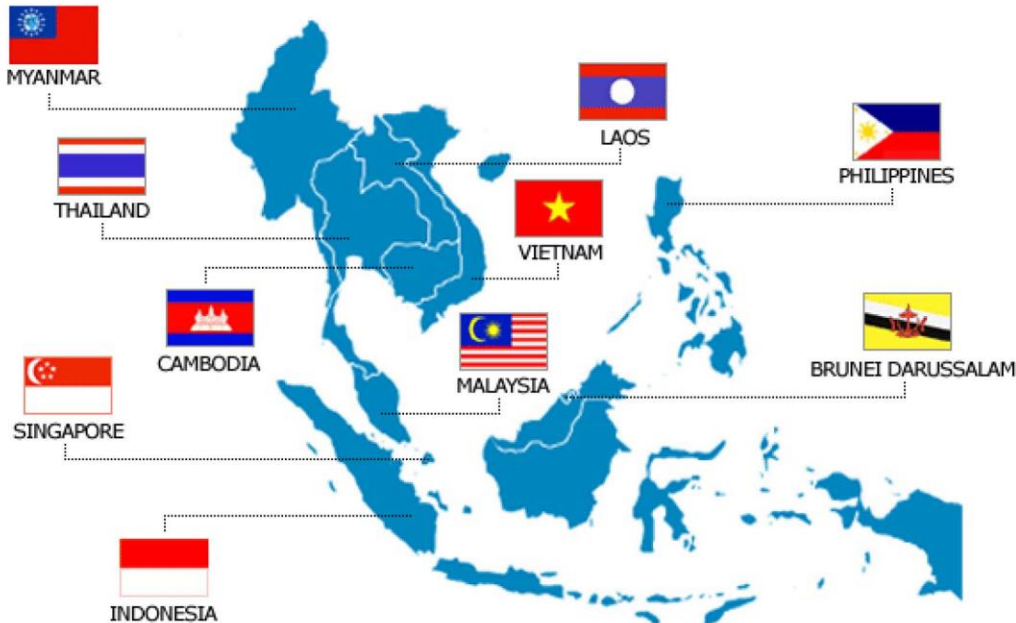 MYANMAR
LAOS
PHILIPPINES
THAILAND
VIETNAM
CAMBODIA
MALAYSIA
BRUNEI DARUSSALAM
SINGAPORE
INDONESIA